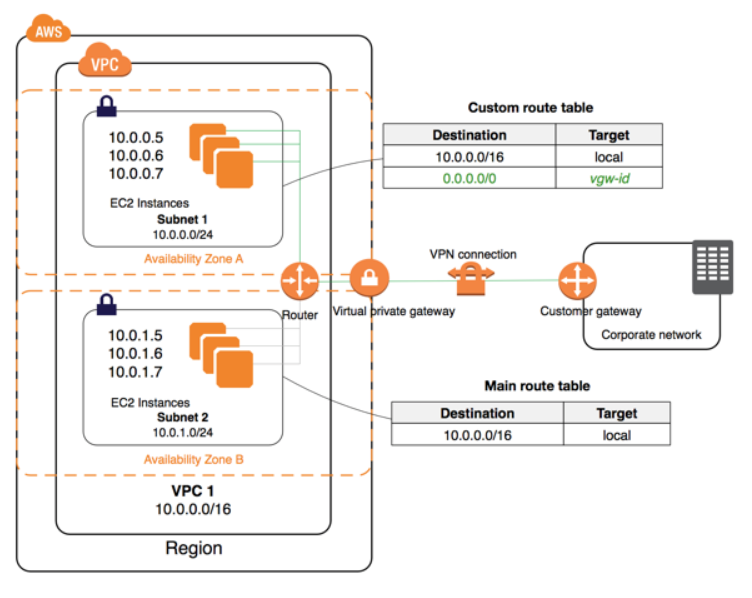 AWS
VPC
10.0.0.5
10.0.0.6
10.0.0.7
EC2 Instances
Subnet 1
10.0.0.0/24
Availability Zone A
Custom route table
Destination Target
10.0.0.0/16 local
0.0.0.0/0 vgw-id
VPN connection
Router
Virtual private gateway
Customer gateway
Corporate network
10.0.1.5
10.0.1.6
10.0.1.7
EC2 Instances
Subnet 2
10.0.1.0/24
Availability Zone B
Main route table
Destination Target
10.0.0.0/16 local
VPC 1
10.0.0.0/16
Region